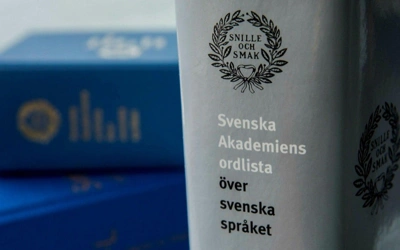 SNILLE
OCH
SMAK
Svenska
Akademiens
ordlista
över
svenska
språket